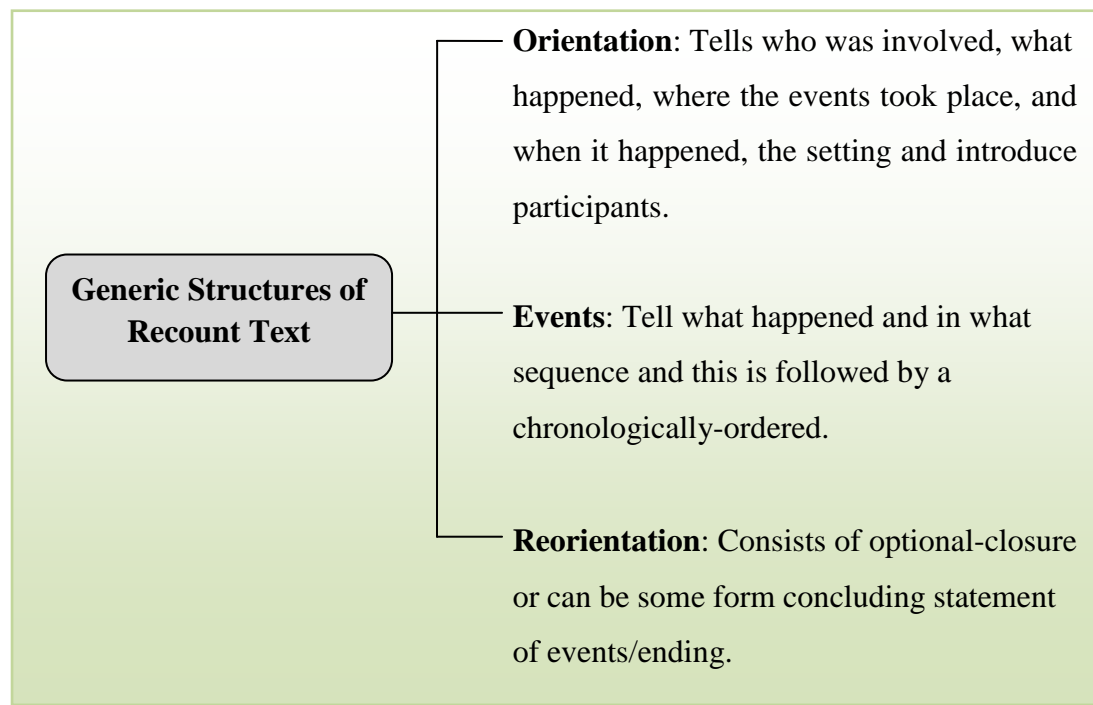 Generic Structures of
Recount Text
Orientation: Tells who was involved, what
happened, where the events took place, and
when it happened, the setting and introduce
participants.
Events: Tell what happened and in what
sequence and this is followed by a
chronologically-ordered.
Reorientation: Consists of optional-closure
or can be some form concluding statement
of events/ending.